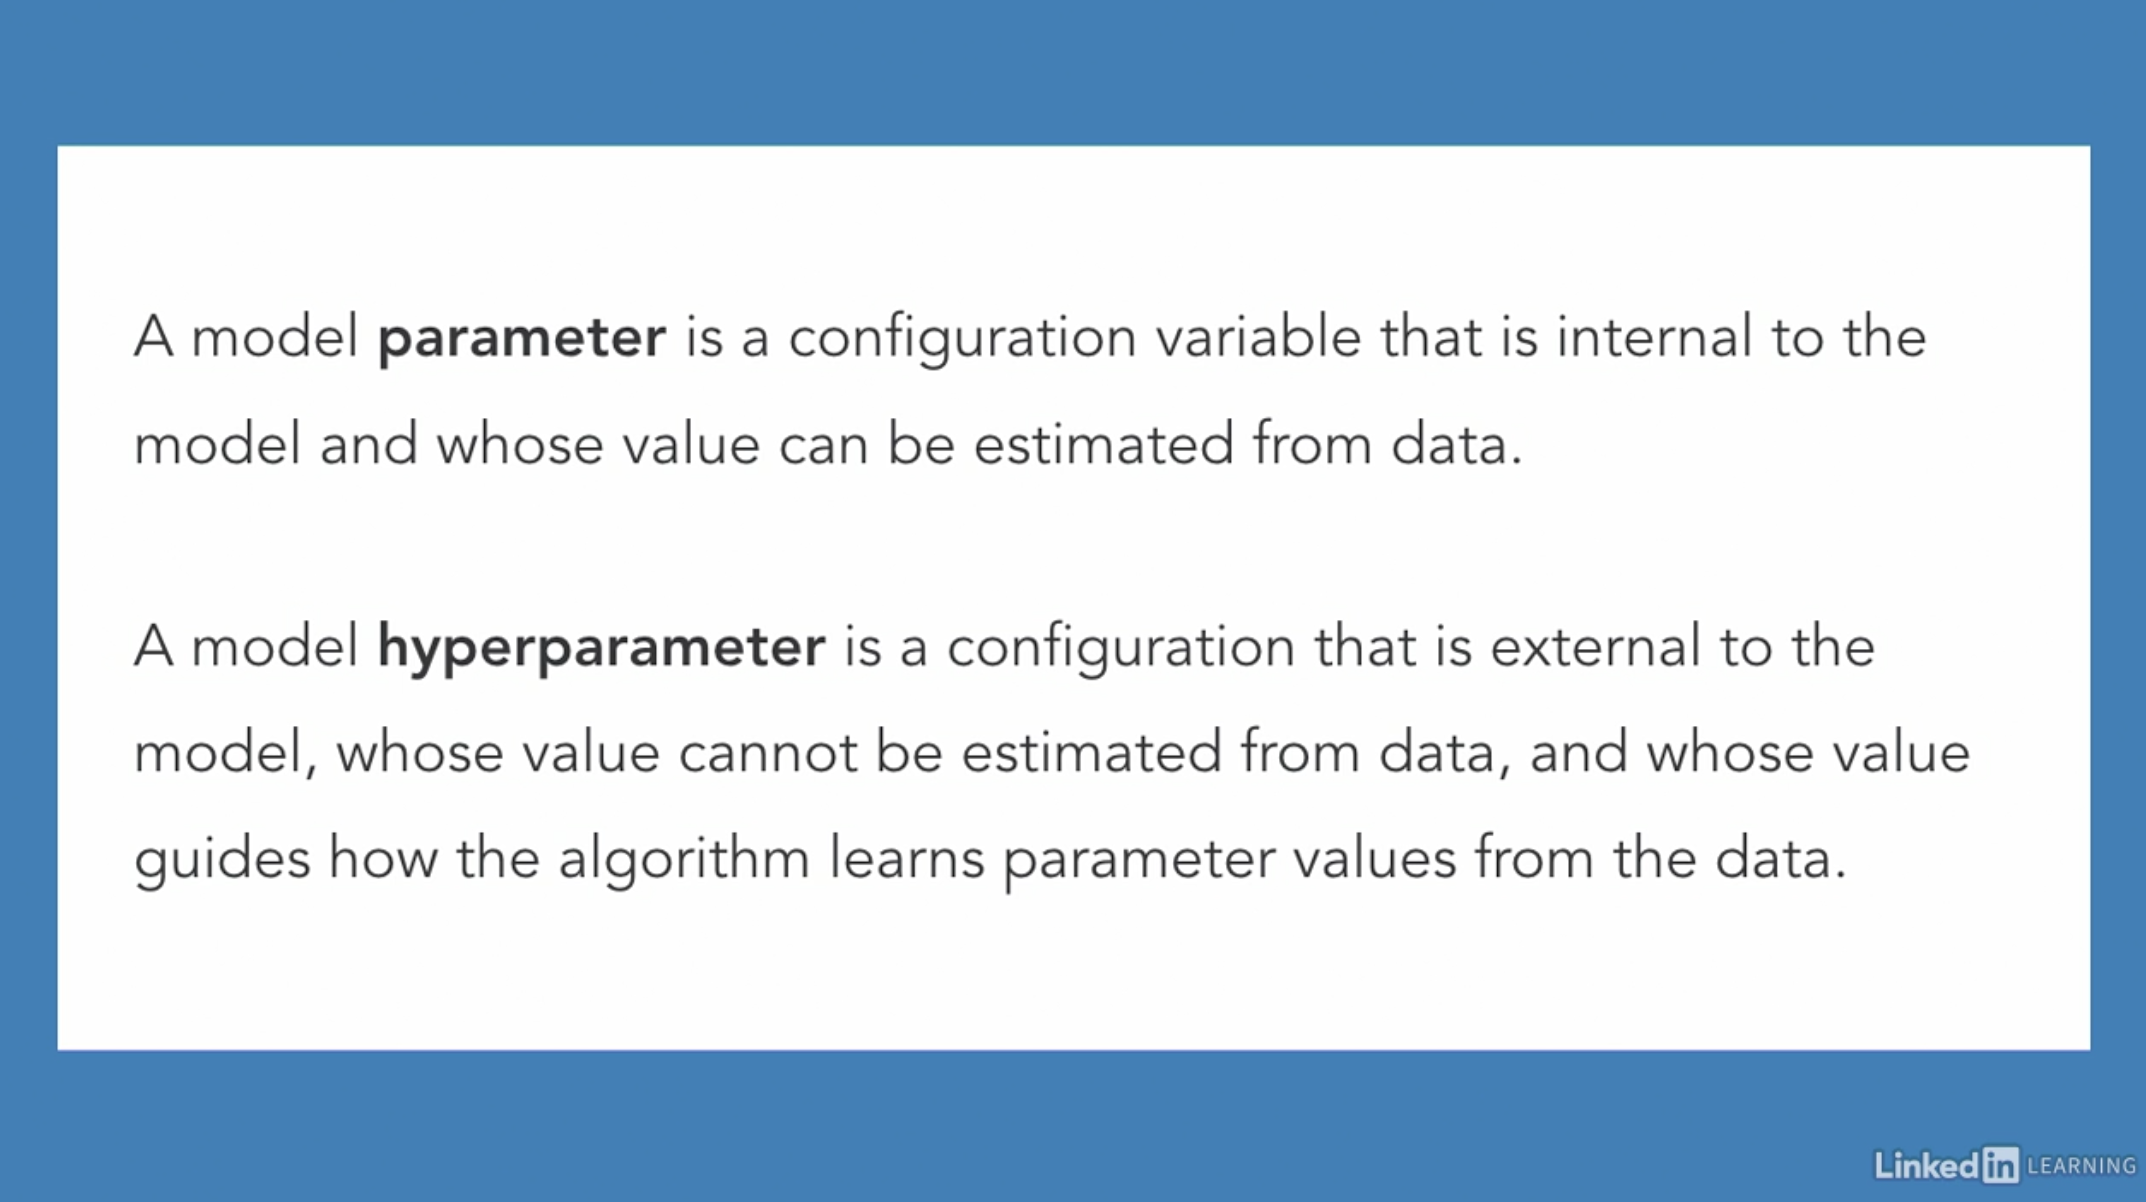 A model parameter is a configuration variable that is internal to the
model and whose value can be estimated from data.
A model hyperparameter is a configuration that is external to the
model, whose value cannot be estimated from data, and whose value
guides how the algorithm learns parameter values from the data.
Linked in LEARNING